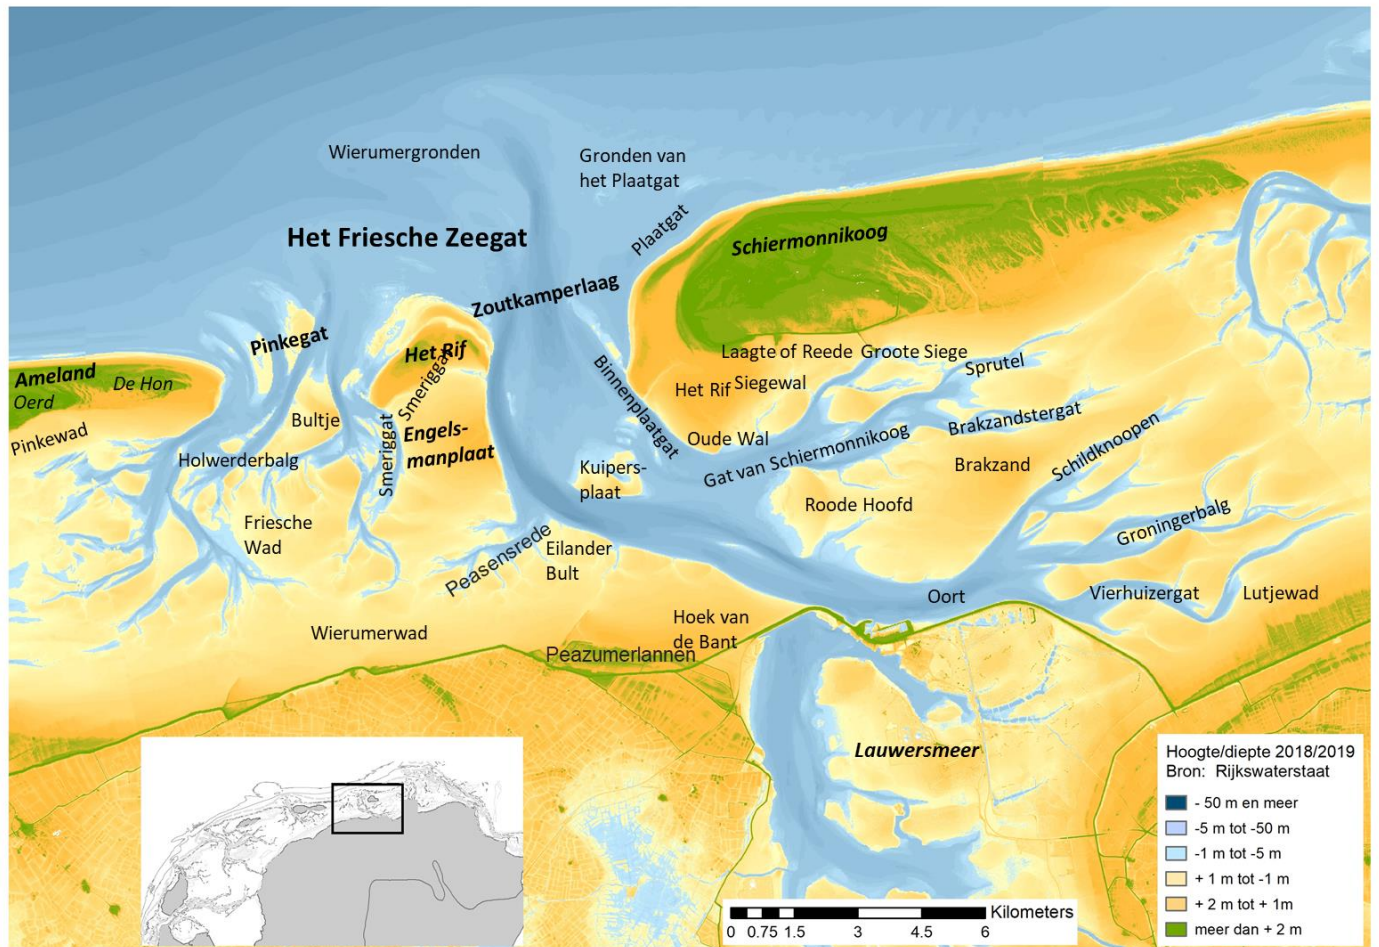 Wierumergronden
Gronden van
het Plaatgat
Plaatgat
Het Friesche Zeegat
Schiermonnikoog
Zoutkamperlaag
Pinkegat
Het Rif
Smeriggat
Laagte of Reede
Groote Siege
Sprutel
Ameland
De Hon
Oerd
Binnenplaatgat
Het Rif
Siegewal
Bultje
Pinkewad
Engels-
manplaat
Smeriggat
Oude Wal
Brakzandstergat
Holwerderbalg
Gat van Schiermonnikoog
Schildknoopen
Kuipers-
plaat
Brakzand
Roode Hoofd
Friesche
Wad
Groningerbalg
Peasensrede
Eilander
Bult
Oort
Vierhuizergat
Lutjewad
Wierumerwad
Hoek van
de Bant
Peazumerlannen
Lauwersmeer
Hoogte/diepte 2018/2019
Bron: Rijkswaterstaat
- 50 m en meer
-5 m tot -50 m
-1 m tot -5 m
+ 1 m tot -1 m
+ 2 m tot + 1m
meer dan + 2 m
Kilometers
0 0.75 1.5 3 4.5 6